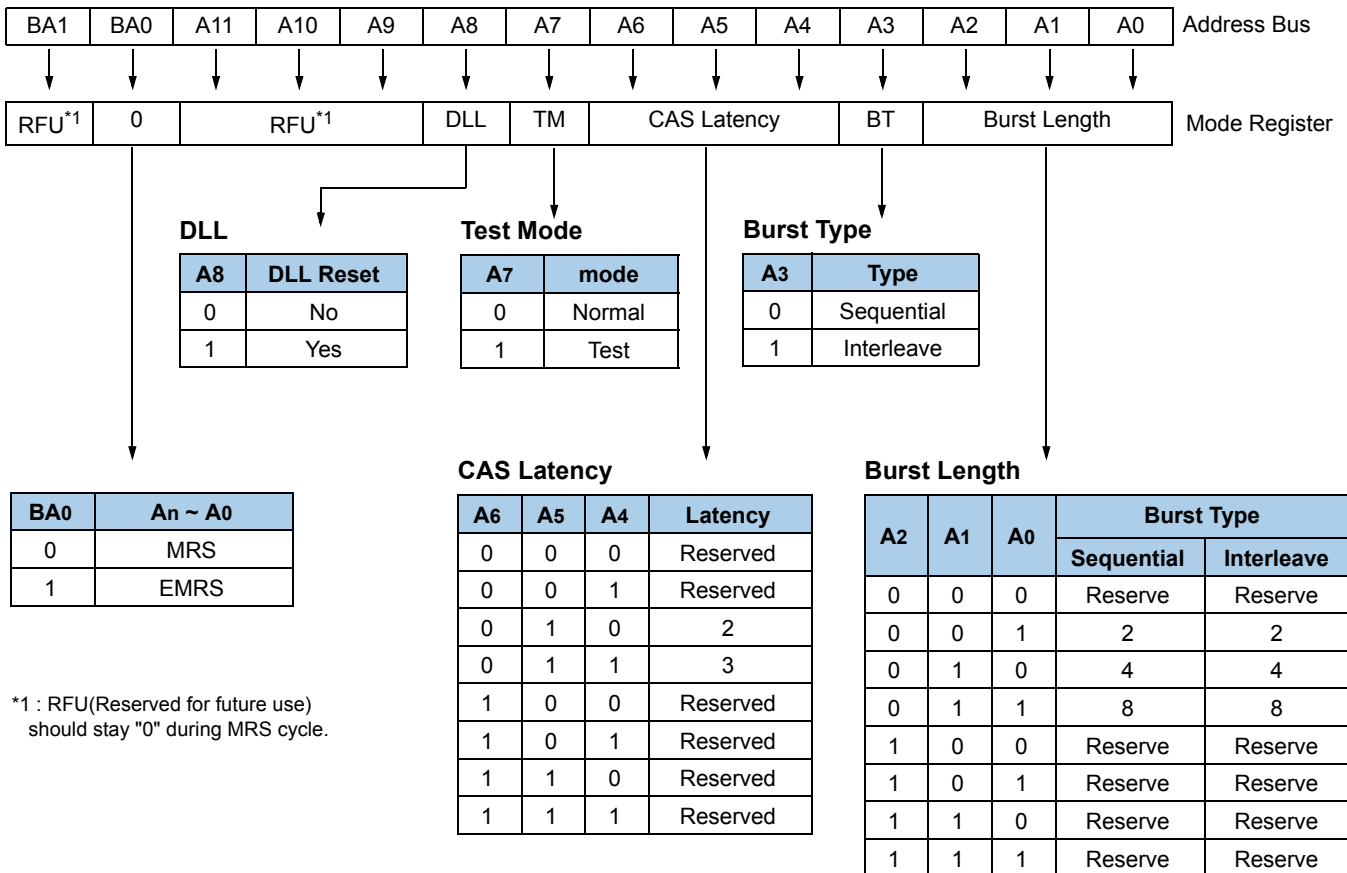 BA1 BA0 A11 A10 A9 A8 A7 A6 A5 A4 A3 A2 A1 A0 Address Bus
RFU*1 0 RFU*1 DLL TM CAS Latency BT Burst Length Mode Register
DLL
A8 DLL Reset
0 No
1 Yes
Test Mode
A7 mode
0 Normal
1 Test
Burst Type
A3 Type
0 Sequential
1 Interleave
BA0 An ~ A0
0 MRS
1 EMRS
*1 : RFU(Reserved for future use)
should stay "0" during MRS cycle.
CAS Latency
A6 A5 A4 Latency
0 0 0 Reserved
0 0 1 Reserved
0 1 0 2
0 1 1 3
1 0 0 Reserved
1 0 1 Reserved
1 1 0 Reserved
1 1 1 Reserved
Burst Length
A2 A1 A0 Burst Type
Sequential Interleave
0 0 0 Reserve Reserve
0 0 1 2 2
0 1 0 4 4
0 1 1 8 8
1 0 0 Reserve Reserve
1 0 1 Reserve Reserve
1 1 0 Reserve Reserve
1 1 1 Reserve Reserve